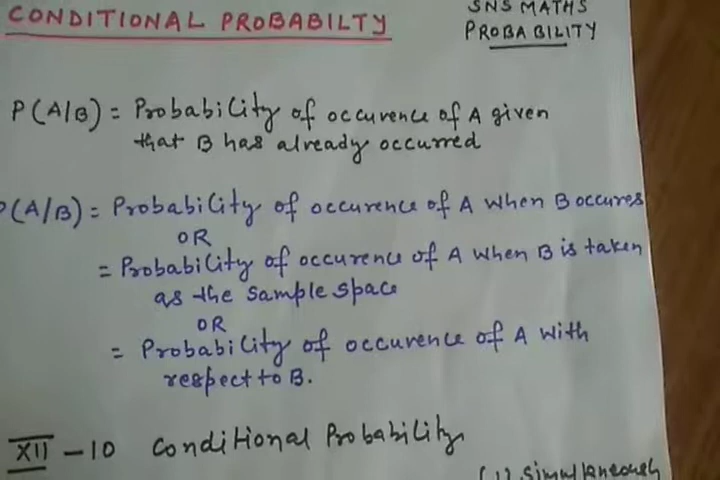 CONDITIONAL PROBABILTY
SNS MATHS
PROBABILITY
P(A/B) = Probability of occurence of A given
that B has already occurred
P(A/B) = Probability of occurence of A when B occures
OR
= Probability of occurence of A when B is taken
as the sample space
OR
= Probability of occurence of A with
respect to B.
XII - 10 Conditional Probability
(1) Simultaneously